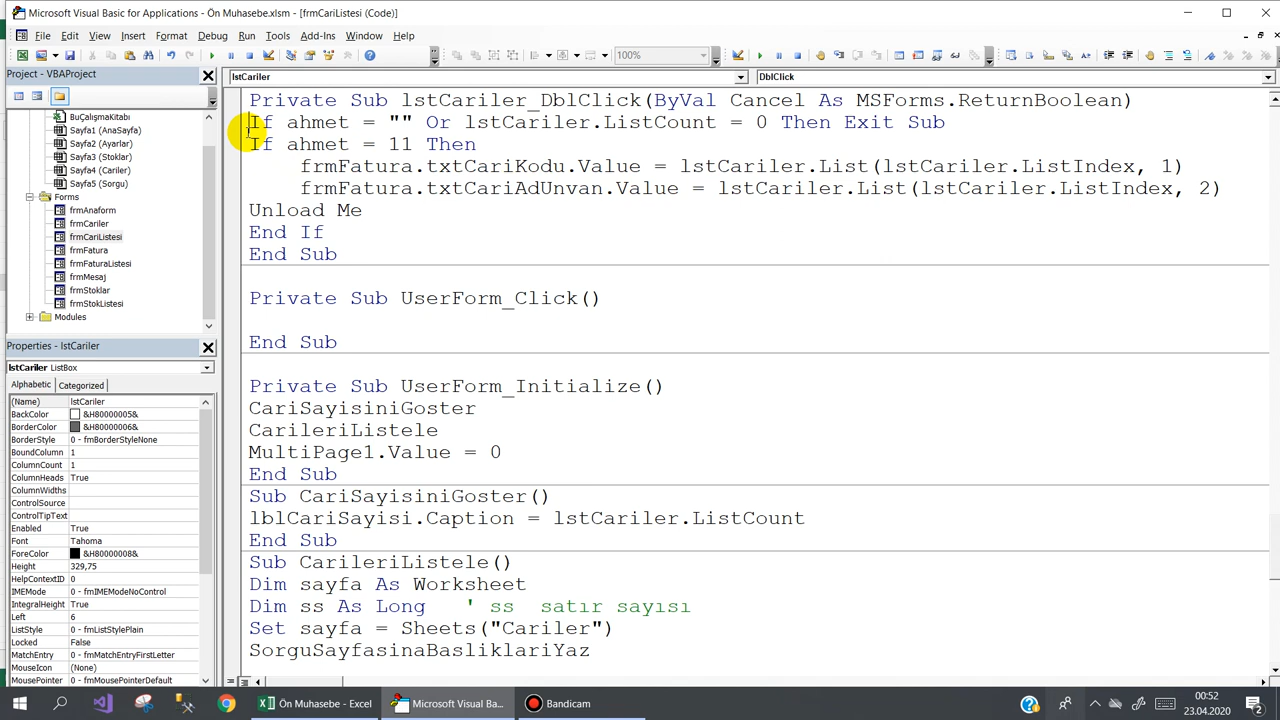 Microsoft Visual Basic for Applications - Ön Muhasebe.xlsm - [frmCariListesi (Code)]
File Edit View Insert Format Debug Run Tools Add-Ins Window Help
100%
Project - VBAProject
lstCariler DblClick
BuÇalışmaKitabı
Sayfa1 (AnaSayfa)
Sayfa2 (Ayarlar)
Sayfa3 (Stoklar)
Sayfa4 (Cariler)
Sayfa5 (Sorgu)
Forms
frmAnaform
frmCariler
frmCariListesi
frmFatura
frmFaturaListesi
frmMesaj
frmStoklar
frmStokListesi
Modules
Properties - lstCariler
lstCariler ListBox
Alphabetic Categorized
(Name) lstCariler
BackColor &H80000005&
BorderColor &H80000006&
BorderStyle 0 - fmBorderStyleNone
BoundColumn 1
ColumnCount 1
ColumnHeads True
ColumnWidths
ControlSource
ControlTipText
Enabled True
Font Tahoma
ForeColor &H80000008&
Height 329,75
HelpContextID 0
IMEMode 0 - fmIMEModeNoControl
IntegralHeight True
Left 6
ListStyle 0 - fmListStylePlain
Locked False
MatchEntry 0 - fmMatchEntryFirstLetter
MouseIcon (None)
MousePointer 0 - fmMousePointerDefault
Private Sub lstCariler_DblClick(ByVal Cancel As MSForms.ReturnBoolean)
If ahmet = "" Or lstCariler.ListCount = 0 Then Exit Sub
If ahmet = 11 Then
frmFatura.txtCariKodu.Value = lstCariler.List(lstCariler.ListIndex, 1)
frmFatura.txtCariAdUnvan.Value = lstCariler.List(lstCariler.ListIndex, 2)
Unload Me
End If
End Sub
Private Sub UserForm_Click()
End Sub
Private Sub UserForm_Initialize()
CariSayisiniGoster
CarileriListele
MultiPage1.Value = 0
End Sub
Sub CariSayisiniGoster()
lblCariSayisi.Caption = lstCariler.ListCount
End Sub
Sub CarileriListele()
Dim sayfa As Worksheet
Dim ss As Long ' ss satır sayısı
Set sayfa = Sheets("Cariler")
SorguSayfasinaBasliklariYaz
Ön Muhasebe - Excel
Microsoft Visual Ba...
Bandicam
00:52
23.04.2020
2